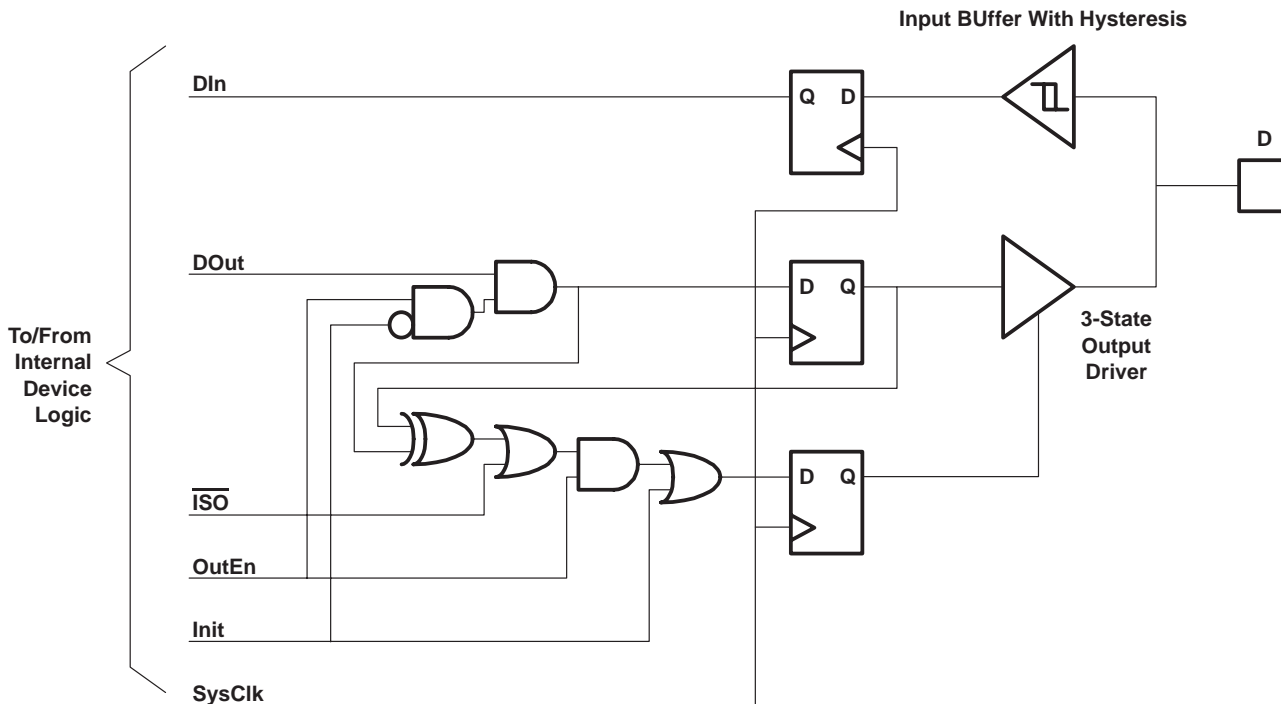 Input BUffer With Hysteresis
DIn
Q D
D
DOut
D Q
3-State
Output
Driver
To/From
Internal
Device
Logic
D Q
ISO
OutEn
Init
SysClk